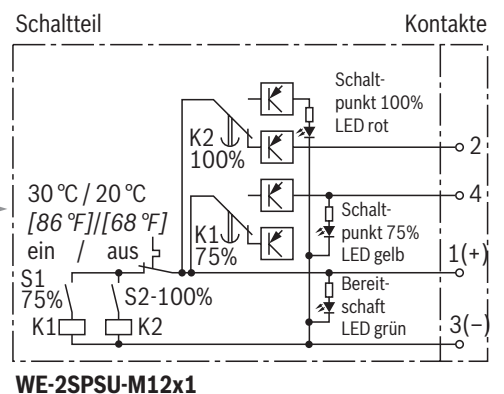 Schaltteil
Kontakte
Schalt-
punkt 100%
LED rot
K2
100%
2
30 °C / 20 °C
[86 °F]/[68 °F]
ein / aus
4
K1
75%
Schalt-
punkt 75%
LED gelb
1(+)
S1
75%
S2-100%
Bereit-
schaft
LED grün
K1
K2
3(−)
WE-2SPSU-M12x1